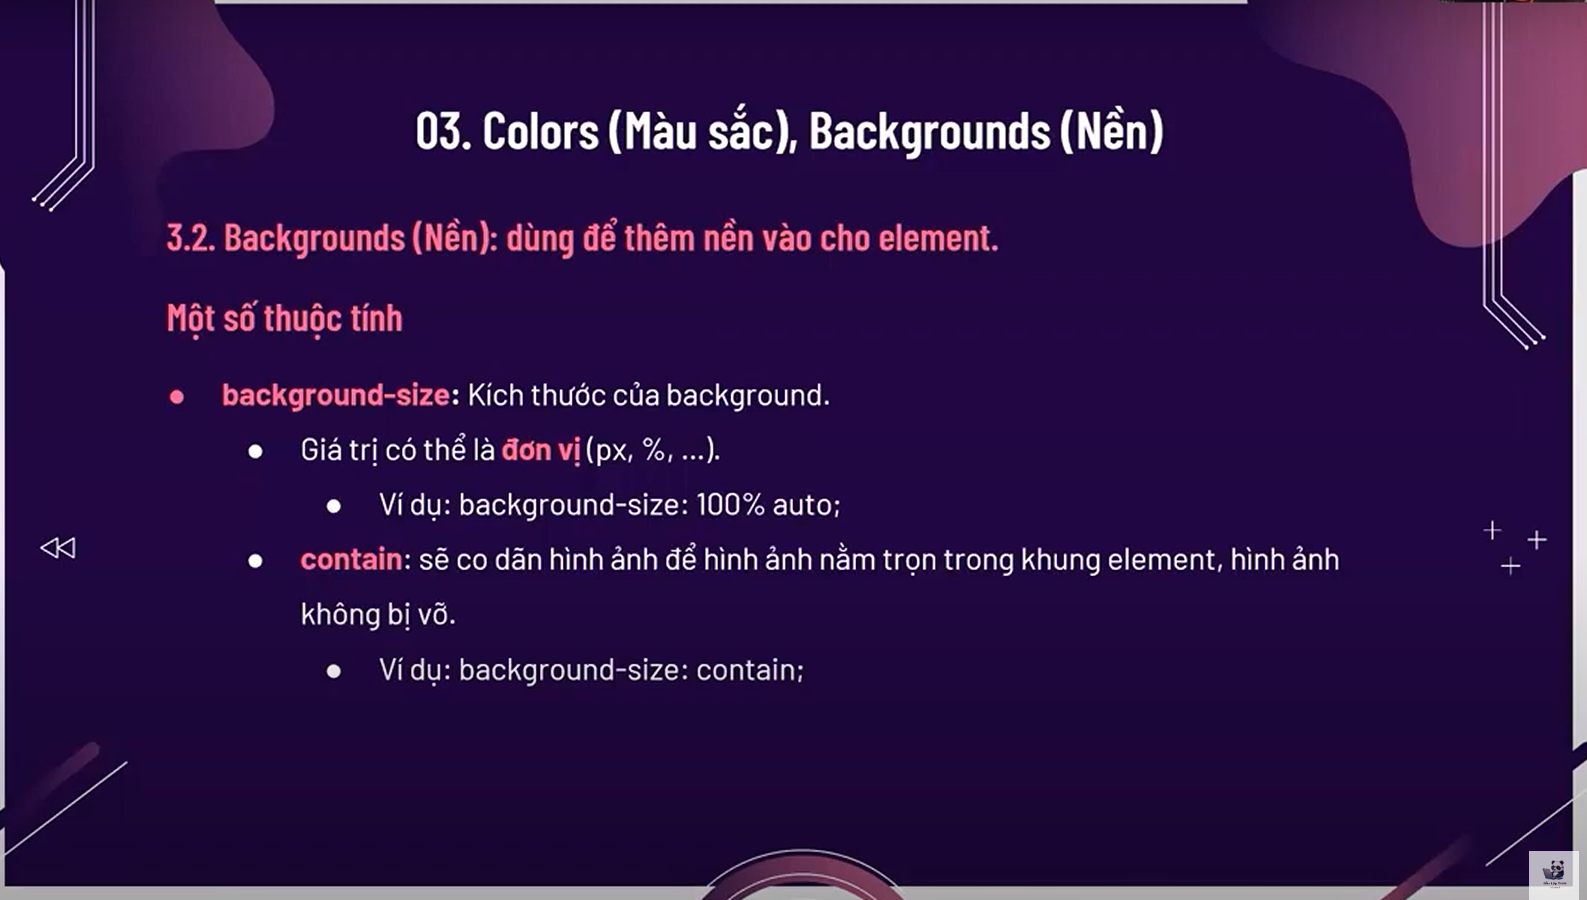 03. Colors (Màu sắc), Backgrounds (Nền)
3.2. Backgrounds (Nền): dùng để thêm nền vào cho element.
Một số thuộc tính
background-size: Kích thước của background.
Giá trị có thể là đơn vị (px, %, ...).
Ví dụ: background-size: 100% auto;
contain: sẽ co dãn hình ảnh để hình ảnh nằm trọn trong khung element, hình ảnh
không bị vỡ.
Ví dụ: background-size: contain;